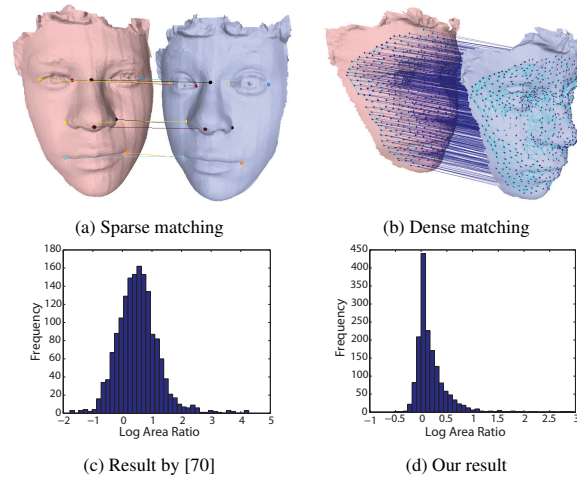 (a) Sparse matching
(b) Dense matching
180
160
140
120
100
80
60
40
20
0
Frequency
−2 −1 0 1 2 3 4 5
Log Area Ratio
450
400
350
300
250
200
150
100
50
0
Frequency
−1 −0.5 0 0.5 1 1.5 2 2.5 3
Log Area Ratio
(c) Result by [70]
(d) Our result